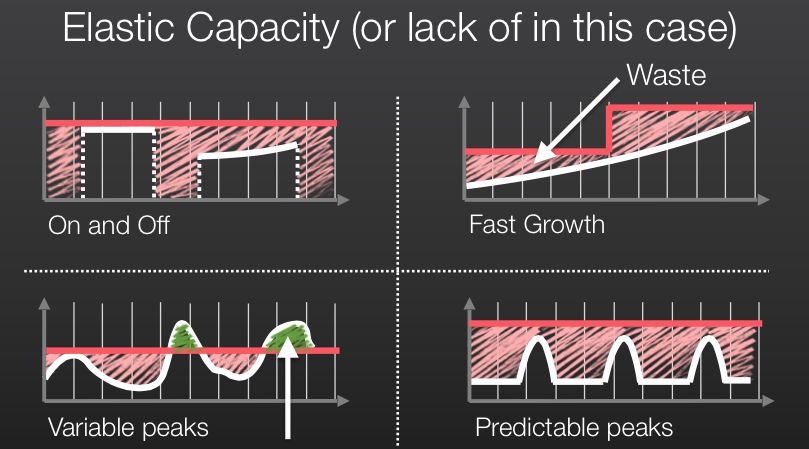 Elastic Capacity (or lack of in this case)
Waste
On and Off
Fast Growth
Variable peaks
Predictable peaks